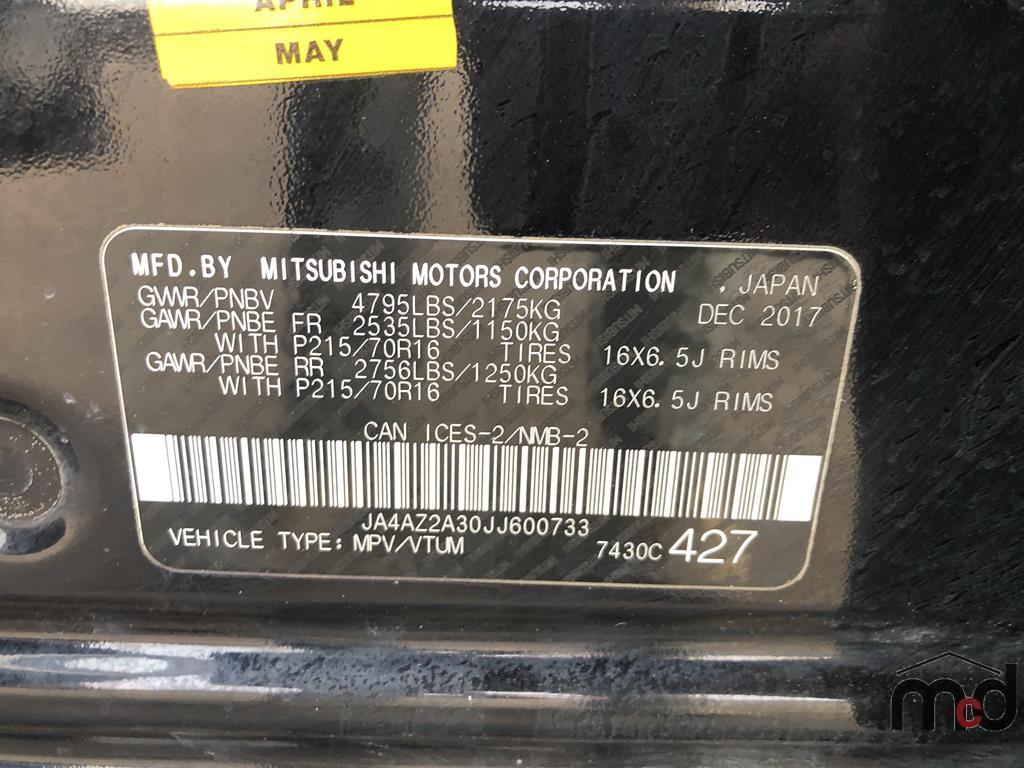 APRIL
MAY
MFD.BY MITSUBISHI MOTORS CORPORATION , JAPAN
GVWR/PNBV 4795LBS/2175KG DEC 2017
GAWR/PNBE FR 2535LBS/1150KG
WITH P215/70R16 TIRES 16X6.5J RIMS
GAWR/PNBE RR 2756LBS/1250KG
WITH P215/70R16 TIRES 16X6.5J RIMS
CAN ICES-2/NMB-2
JA4AZ2A30JJ600733
VEHICLE TYPE: MPV/VTUM 7430C 427
mcd